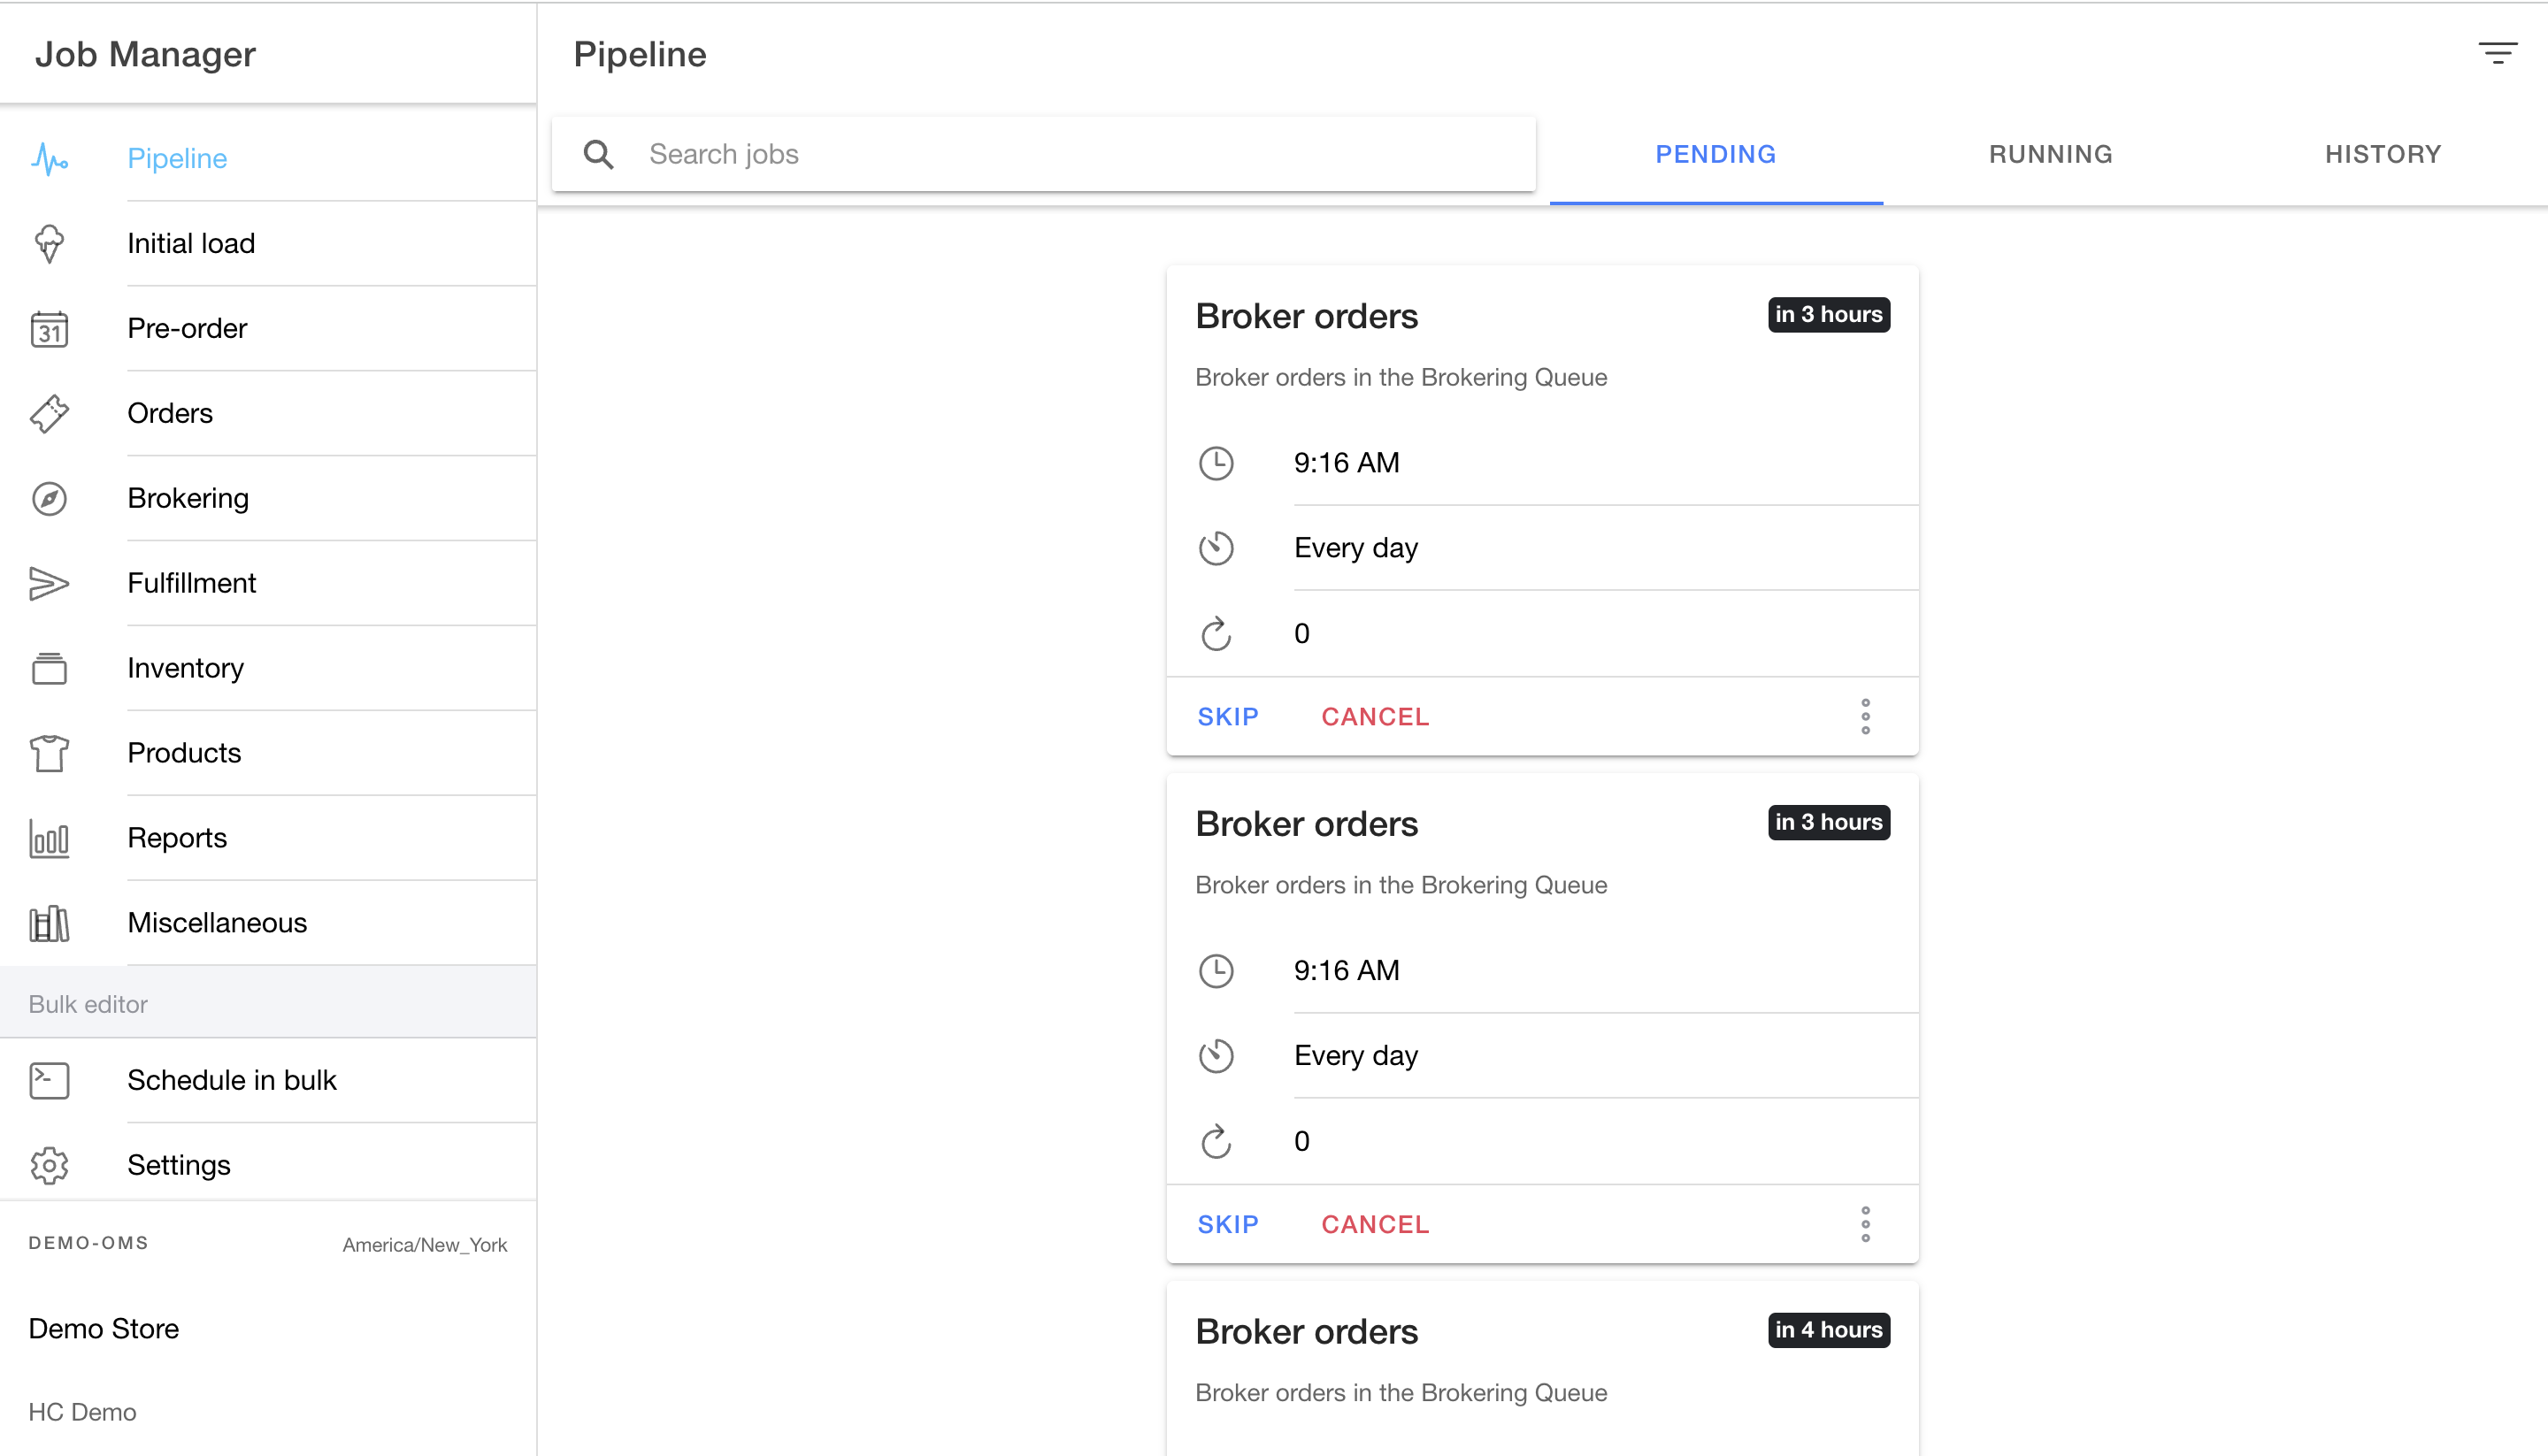 Job Manager
Pipeline
Initial load
31
Pre-order
Orders
Brokering
Fulfillment
Inventory
Products
Reports
Miscellaneous
Bulk editor
Schedule in bulk
Settings
DEMO-OMS America/New_York
Demo Store
HC Demo
Pipeline
Search jobs
PENDING RUNNING HISTORY
Broker orders in 3 hours
Broker orders in the Brokering Queue
9:16 AM
Every day
0
SKIP CANCEL
Broker orders in 3 hours
Broker orders in the Brokering Queue
9:16 AM
Every day
0
SKIP CANCEL
Broker orders in 4 hours
Broker orders in the Brokering Queue